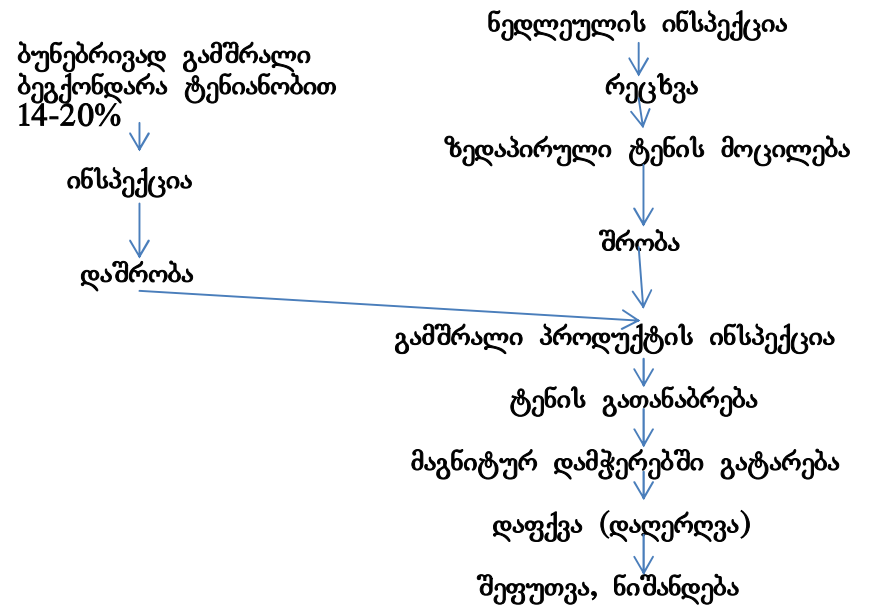 ბუნებრივად გამშრალი
ბეგქონდარა ტენიანობით
14-20%
ინსპექცია
დაშრობა
ნედლეულის ინსპექცია
რეცხვა
ზედაპირული ტენის მოცილება
შრობა
გამშრალი პროდუქტის ინსპექცია
ტენის გათანაბრება
მაგნიტურ დამჭერებში გატარება
დაფქვა (დაღერღვა)
შეფუთვა, ნიშანდება